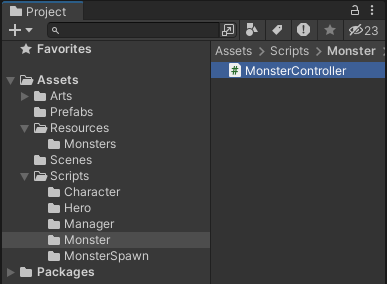 Project
23
Favorites
Assets
Arts
Prefabs
Resources
Monsters
Scenes
Scripts
Character
Hero
Manager
Monster
MonsterSpawn
Packages
Assets > Scripts > Monster >
# MonsterController